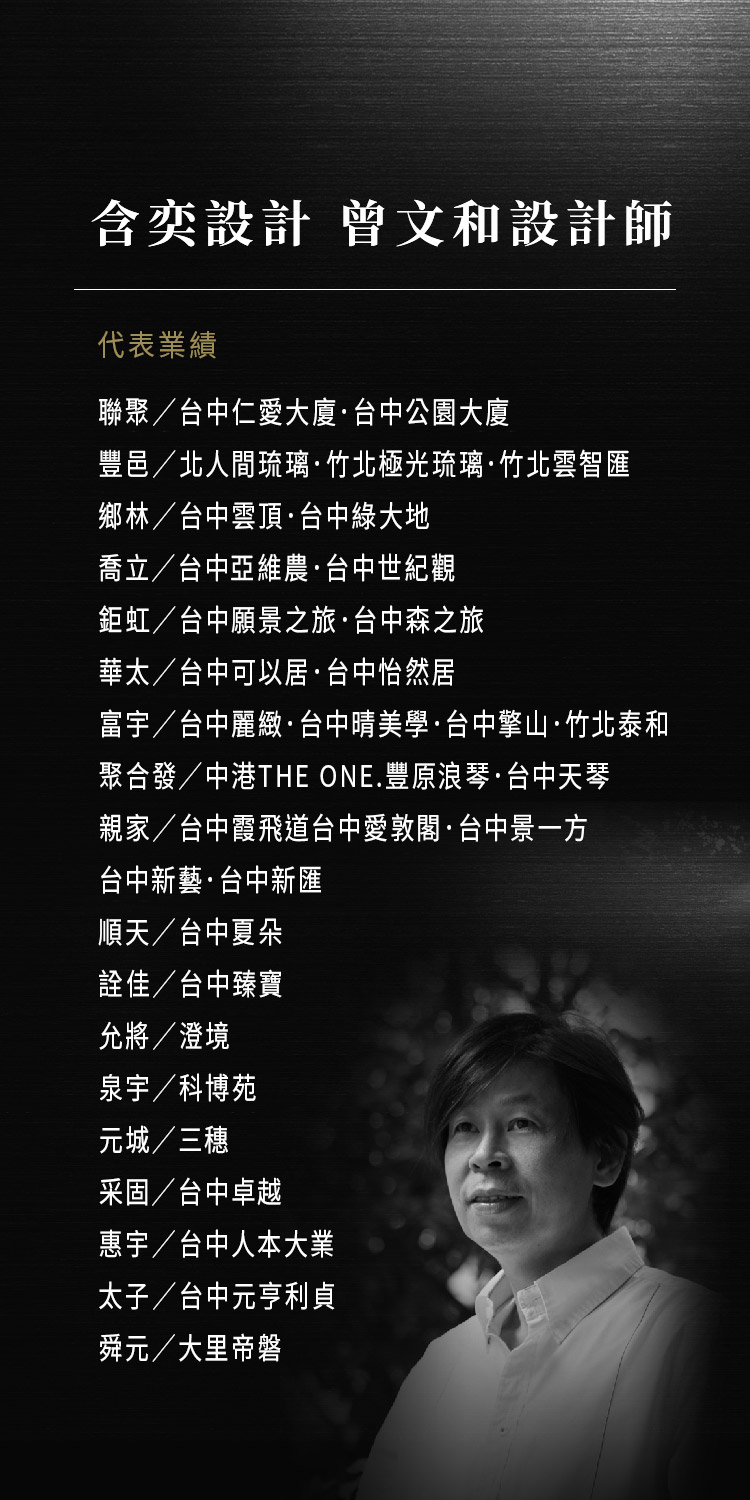 含奕設計 曾文和設計師
代表業績
聯聚／台中仁愛大廈·台中公園大廈
豐邑／北人間琉璃·竹北極光琉璃·竹北雲智匯
鄉林／台中雲頂·台中綠大地
喬立／台中亞維農·台中世紀觀
鉅虹／台中願景之旅·台中森之旅
華太／台中可以居·台中怡然居
富宇／台中麗緻·台中晴美學·台中擎山·竹北泰和
聚合發／中港THE ONE.豐原浪琴·台中天琴
親家／台中霞飛道台中愛敦閣·台中景一方
台中新藝·台中新匯
順天／台中夏朵
詮佳／台中臻寶
允將／澄境
泉宇／科博苑
元城／三穗
采固／台中卓越
惠宇／台中人本大業
太子／台中元亨利貞
舜元／大里帝磐